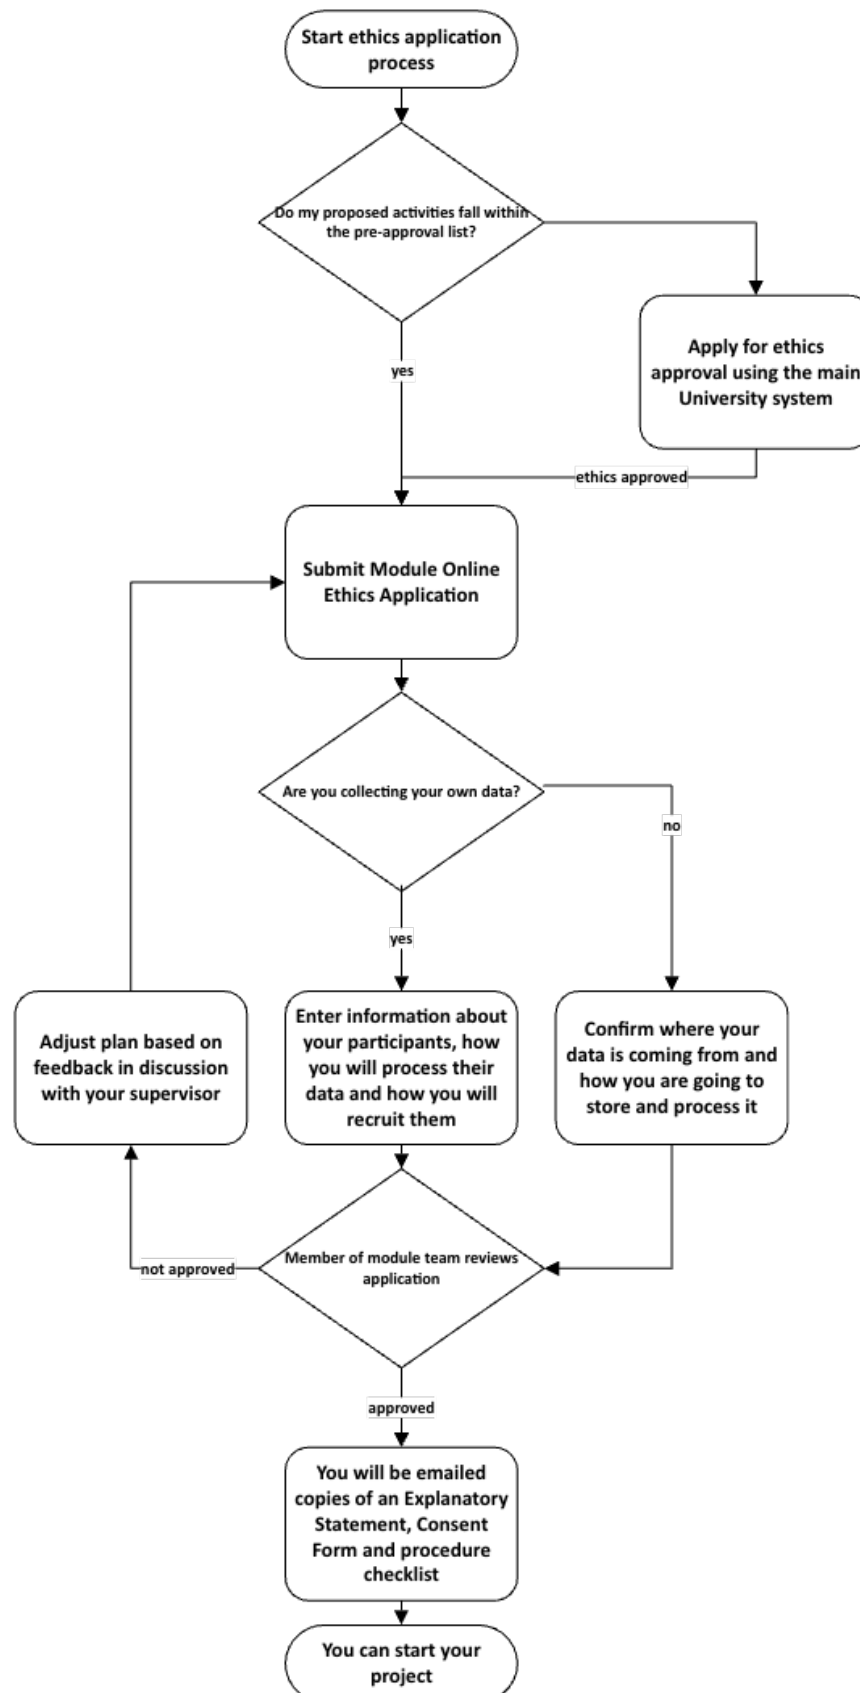 Start ethics application
process
Do my proposed activities fall within
the pre-approval list?
Apply for ethics
approval using the main
University system
yes
ethics approved
Submit Module Online
Ethics Application
Are you collecting your own data?
no
yes
Adjust plan based on
feedback in discussion
with your supervisor
Enter information about
your participants, how
you will process their
data and how you will
recruit them
Confirm where your
data is coming from and
how you are going to
store and process it
Member of module team reviews
application
not approved
approved
You will be emailed
copies of an Explanatory
Statement, Consent
Form and procedure
checklist
You can start your
project